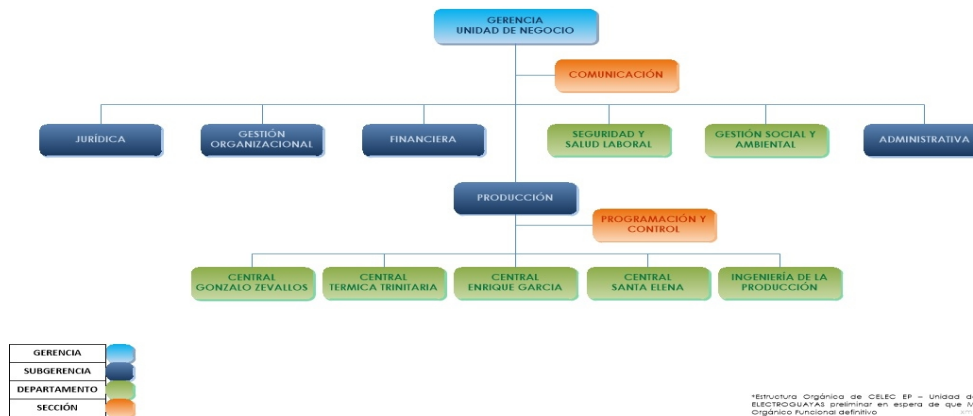 GERENCIA
UNIDAD DE NEGOCIO
COMUNICACIÓN
JURÍDICA
GESTIÓN
ORGANIZACIONAL
FINANCIERA
SEGURIDAD Y
SALUD LABORAL
GESTIÓN SOCIAL Y
AMBIENTAL
ADMINISTRATIVA
PRODUCCIÓN
PROGRAMACIÓN Y
CONTROL
CENTRAL
GONZALO ZEVALLOS
CENTRAL
TERMICA TRINITARIA
CENTRAL
ENRIQUE GARCIA
CENTRAL
SANTA ELENA
INGENIERÍA DE LA
PRODUCCIÓN
GERENCIA
SUBGERENCIA
DEPARTAMENTO
SECCIÓN
*Estructura Orgánica de CELEC EP – Unidad
ELECTROGUAYAS preliminar en espera de que
Orgánico Funcional definitivo